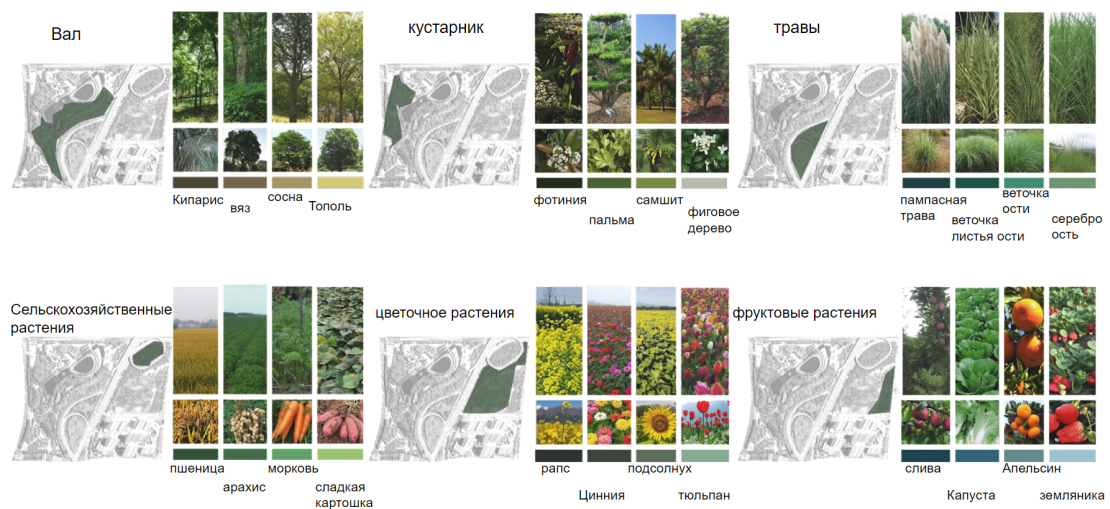 Вал
Кипарис
вяз
сосна
Тополь
кустарник
фотиния
пальма
самшит
фиговое
дерево
травы
пампасная
трава
веточка
листья ости
веточка
ости
серебро
ость
Сельскохозяйственные
растения
пшеница
арахис
морковь
сладкая
картошка
цветочное растения
рапс
Цинния
подсолнух
тюльпан
фруктовые растения
слива
Капуста
Апельсин
земляника